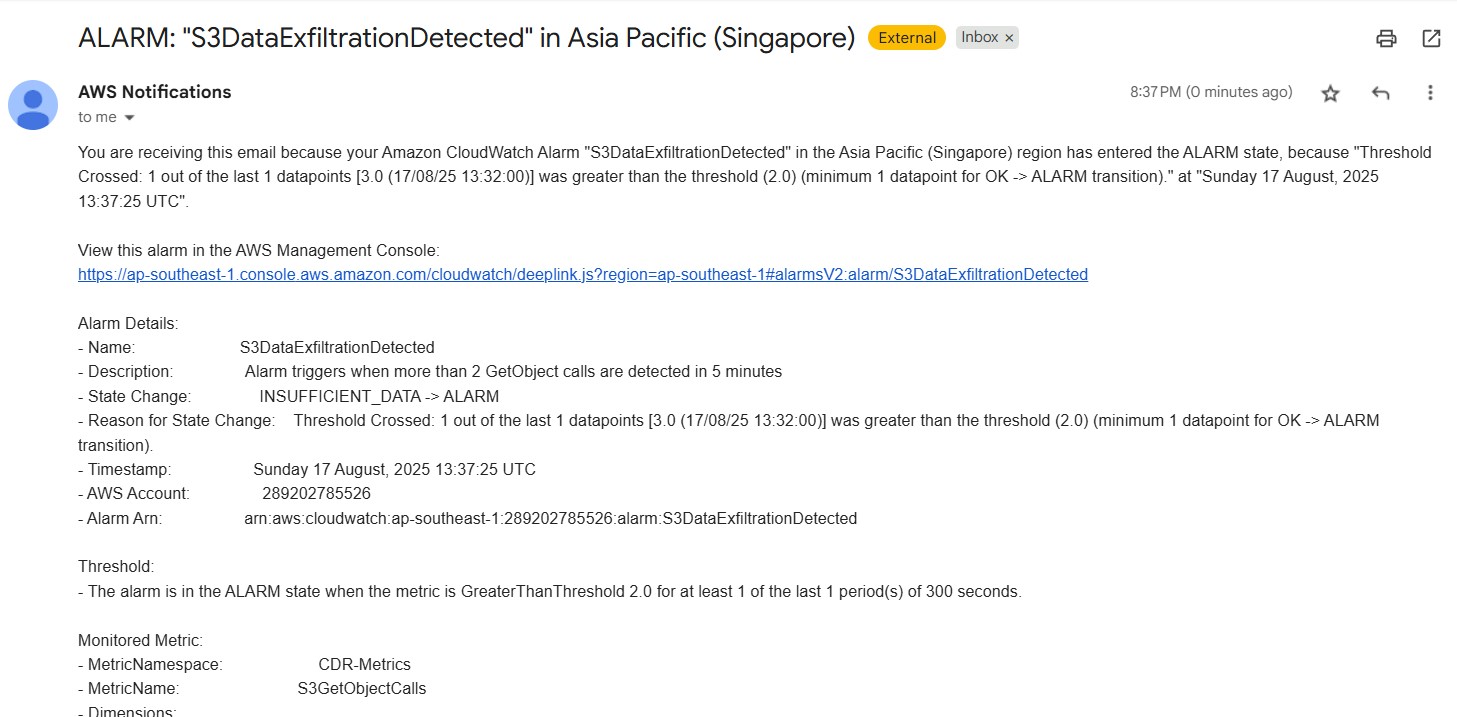 ALARM: "S3DataExfiltrationDetected" in Asia Pacific (Singapore) External Inbox ×
AWS Notifications 8:37 PM (0 minutes ago)
to me
You are receiving this email because your Amazon CloudWatch Alarm "S3DataExfiltrationDetected" in the Asia Pacific (Singapore) region has entered the ALARM state, because "Threshold
Crossed: 1 out of the last 1 datapoints [3.0 (17/08/25 13:32:00)] was greater than the threshold (2.0) (minimum 1 datapoint for OK -> ALARM transition)." at "Sunday 17 August, 2025
13:37:25 UTC".
View this alarm in the AWS Management Console:
https://ap-southeast-1.console.aws.amazon.com/cloudwatch/deeplink.js?region=ap-southeast-1#alarmsV2:alarm/S3DataExfiltrationDetected
Alarm Details:
- Name: S3DataExfiltrationDetected
- Description: Alarm triggers when more than 2 GetObject calls are detected in 5 minutes
- State Change: INSUFFICIENT_DATA -> ALARM
- Reason for State Change: Threshold Crossed: 1 out of the last 1 datapoints [3.0 (17/08/25 13:32:00)] was greater than the threshold (2.0) (minimum 1 datapoint for OK -> ALARM
transition).
- Timestamp: Sunday 17 August, 2025 13:37:25 UTC
- AWS Account: 289202785526
- Alarm Arn: arn:aws:cloudwatch:ap-southeast-1:289202785526:alarm:S3DataExfiltrationDetected
Threshold:
- The alarm is in the ALARM state when the metric is GreaterThanThreshold 2.0 for at least 1 of the last 1 period(s) of 300 seconds.
Monitored Metric:
- MetricNamespace: CDR-Metrics
- MetricName: S3GetObjectCalls
- Dimensions: